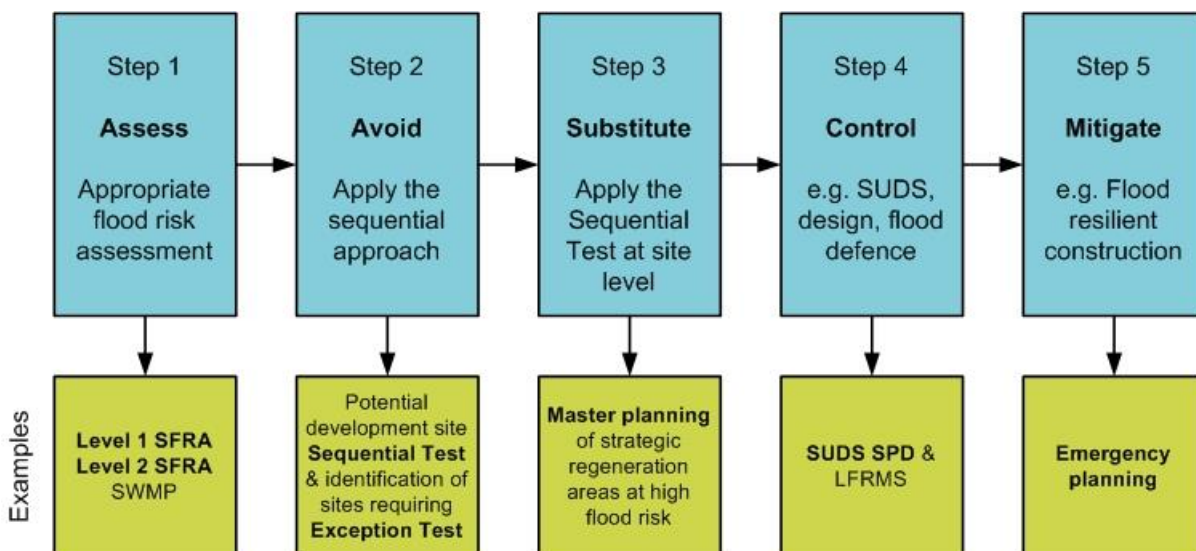 Step 1
Assess
Appropriate
flood risk
assessment
Step 2
Avoid
Apply the
sequential
approach
Step 3
Substitute
Apply the
Sequential
Test at site
level
Step 4
Control
e.g. SUDS,
design, flood
defence
Step 5
Mitigate
e.g. Flood
resilient
construction
Examples
Level 1 SFRA
Level 2 SFRA
SWMP
Potential
development site
Sequential Test
& identification of
sites requiring
Exception Test
Master planning
of strategic
regeneration
areas at high
flood risk
SUDS SPD &
LFRMS
Emergency
planning